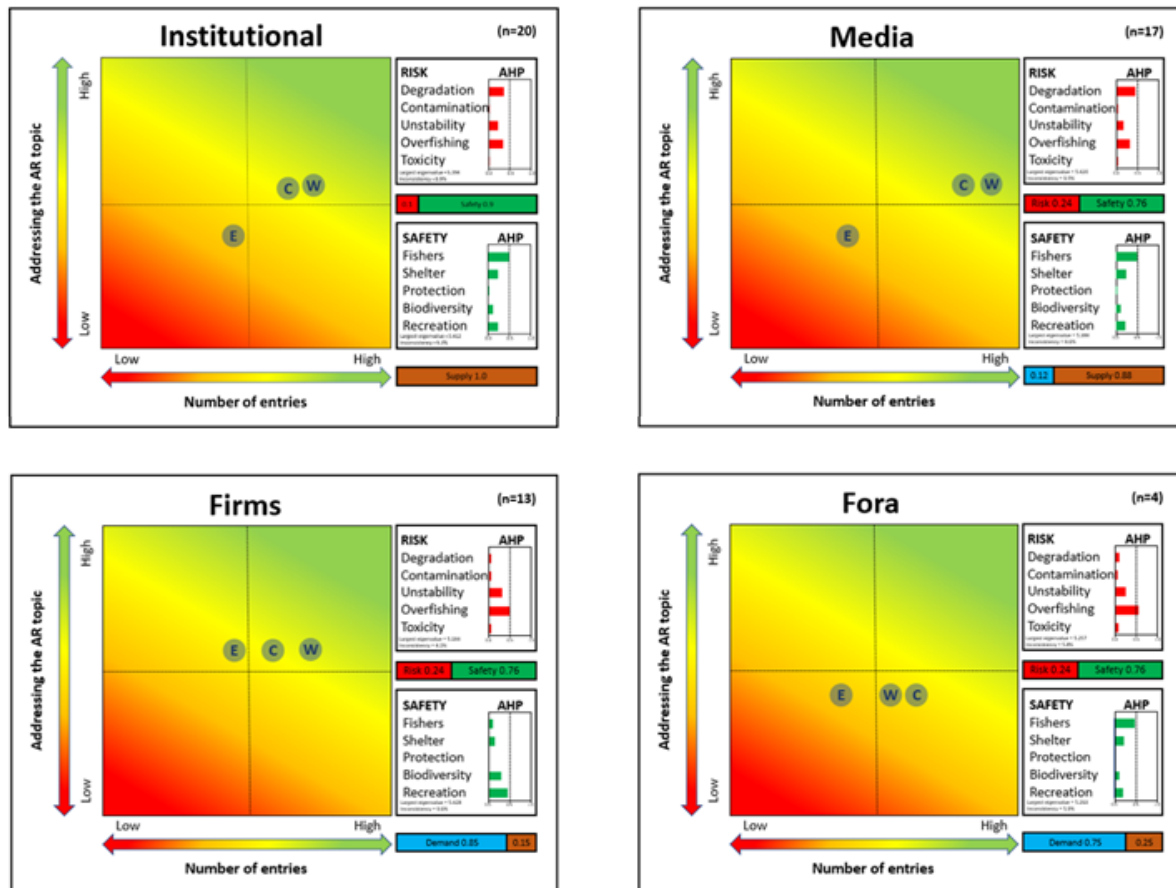 Institutional
(n=20)
Addressing the AR topic
High
Low
C
W
E
Low
High
Number of entries
RISK
AHP
Degradation
Contamination
Unstability
Overfishing
Toxicity
Safety 0.9
SAFETY
AHP
Fishers
Shelter
Protection
Biodiversity
Recreation
Supply 1.0
Media
(n=17)
Addressing the AR topic
High
Low
C
W
E
Low
High
Number of entries
RISK
AHP
Degradation
Contamination
Unstability
Overfishing
Toxicity
Risk 0.24
Safety 0.76
SAFETY
AHP
Fishers
Shelter
Protection
Biodiversity
Recreation
0.12
Supply 0.88
Firms
(n=13)
Addressing the AR topic
High
Low
E
C
W
Low
High
Number of entries
RISK
AHP
Degradation
Contamination
Unstability
Overfishing
Toxicity
Risk 0.24
Safety 0.76
SAFETY
AHP
Fishers
Shelter
Protection
Biodiversity
Recreation
Demand 0.85
0.15
Fora
(n=4)
Addressing the AR topic
High
Low
E
W
C
Low
High
Number of entries
RISK
AHP
Degradation
Contamination
Unstability
Overfishing
Toxicity
Risk 0.24
Safety 0.76
SAFETY
AHP
Fishers
Shelter
Protection
Biodiversity
Recreation
Demand 0.75
0.25